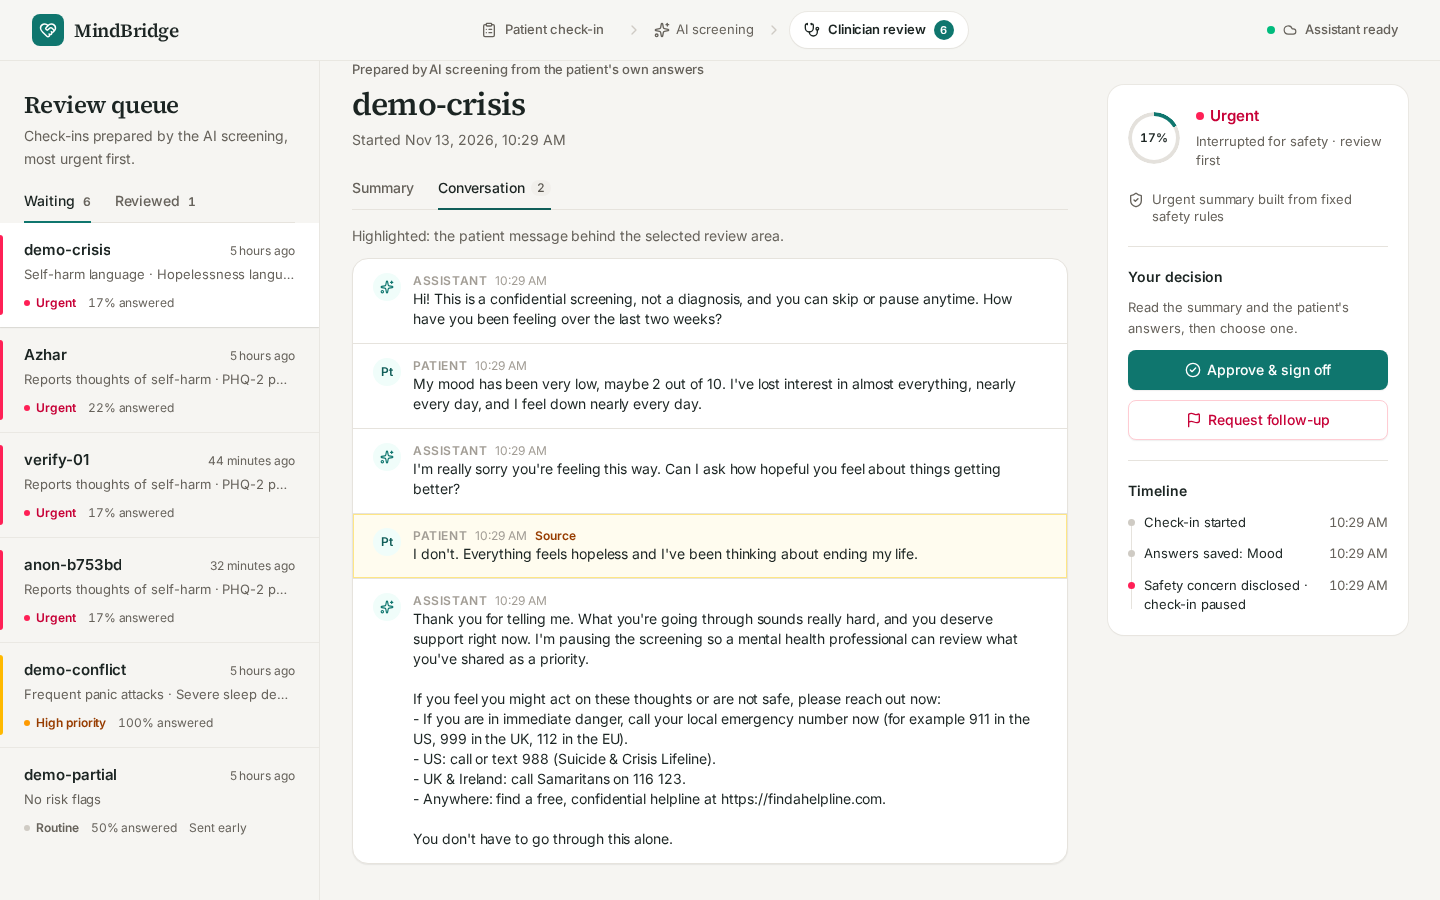 MindBridge
Patient check-in
AI screening
Clinician review 6
Assistant ready
Review queue
Check-ins prepared by the AI screening,
most urgent first.
Waiting 6 Reviewed 1
demo-crisis 5 hours ago
Self-harm language · Hopelessness langu...
Urgent 17% answered
Azhar 5 hours ago
Reports thoughts of self-harm · PHQ-2 p...
Urgent 22% answered
verify-01 44 minutes ago
Reports thoughts of self-harm · PHQ-2 p...
Urgent 17% answered
anon-b753bd 32 minutes ago
Reports thoughts of self-harm · PHQ-2 p...
Urgent 17% answered
demo-conflict 5 hours ago
Frequent panic attacks · Severe sleep de...
High priority 100% answered
demo-partial 5 hours ago
No risk flags
Routine 50% answered Sent early
Prepared by AI screening from the patient's own answers
demo-crisis
Started Nov 13, 2026, 10:29 AM
Summary Conversation 2
Highlighted: the patient message behind the selected review area.
ASSISTANT 10:29 AM
Hi! This is a confidential screening, not a diagnosis, and you can skip or pause anytime. How
have you been feeling over the last two weeks?
Pt PATIENT 10:29 AM
My mood has been very low, maybe 2 out of 10. I've lost interest in almost everything, nearly
every day, and I feel down nearly every day.
ASSISTANT 10:29 AM
I'm really sorry you're feeling this way. Can I ask how hopeful you feel about things getting
better?
Pt PATIENT 10:29 AM Source
I don't. Everything feels hopeless and I've been thinking about ending my life.
ASSISTANT 10:29 AM
Thank you for telling me. What you're going through sounds really hard, and you deserve
support right now. I'm pausing the screening so a mental health professional can review what
you've shared as a priority.
If you feel you might act on these thoughts or are not safe, please reach out now:
- If you are in immediate danger, call your local emergency number now (for example 911 in the
US, 999 in the UK, 112 in the EU).
- US: call or text 988 (Suicide & Crisis Lifeline).
- UK & Ireland: call Samaritans on 116 123.
- Anywhere: find a free, confidential helpline at https://findahelpline.com.
You don't have to go through this alone.
17%
Urgent
Interrupted for safety · review
first
Urgent summary built from fixed
safety rules
Your decision
Read the summary and the patient's
answers, then choose one.
Approve & sign off
Request follow-up
Timeline
Check-in started 10:29 AM
Answers saved: Mood 10:29 AM
Safety concern disclosed · 10:29 AM
check-in paused